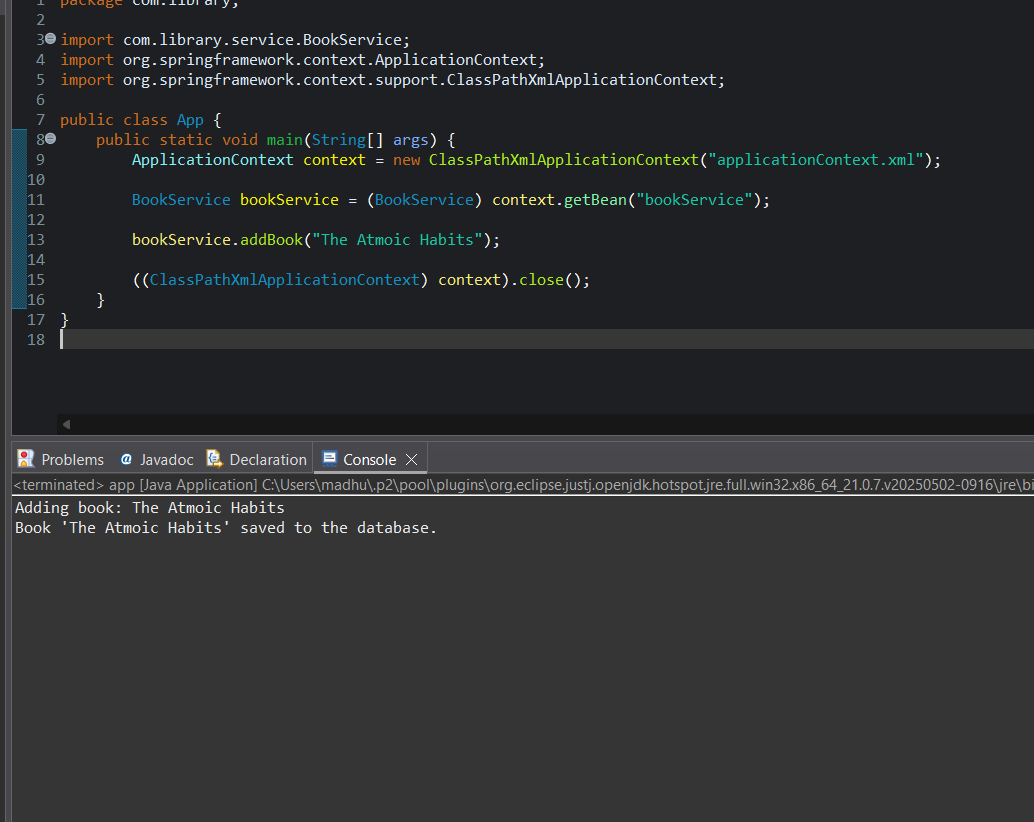 1 package com.library;
2
3 import com.library.service.BookService;
4 import org.springframework.context.ApplicationContext;
5 import org.springframework.context.support.ClassPathXmlApplicationContext;
6
7 public class App {
8 public static void main(String[] args) {
9 ApplicationContext context = new ClassPathXmlApplicationContext("applicationContext.xml");
10
11 BookService bookService = (BookService) context.getBean("bookService");
12
13 bookService.addBook("The Atmoic Habits");
14
15 ((ClassPathXmlApplicationContext) context).close();
16 }
17 }
18
Problems @ Javadoc Declaration Console
<terminated> app [Java Application] C:\Users\madhu\.p2\pool\plugins\org.eclipse.justj.openjdk.hotspot.jre.full.win32.x86_64_21.0.7.v20250502-0916\jre\bi
Adding book: The Atmoic Habits
Book 'The Atmoic Habits' saved to the database.